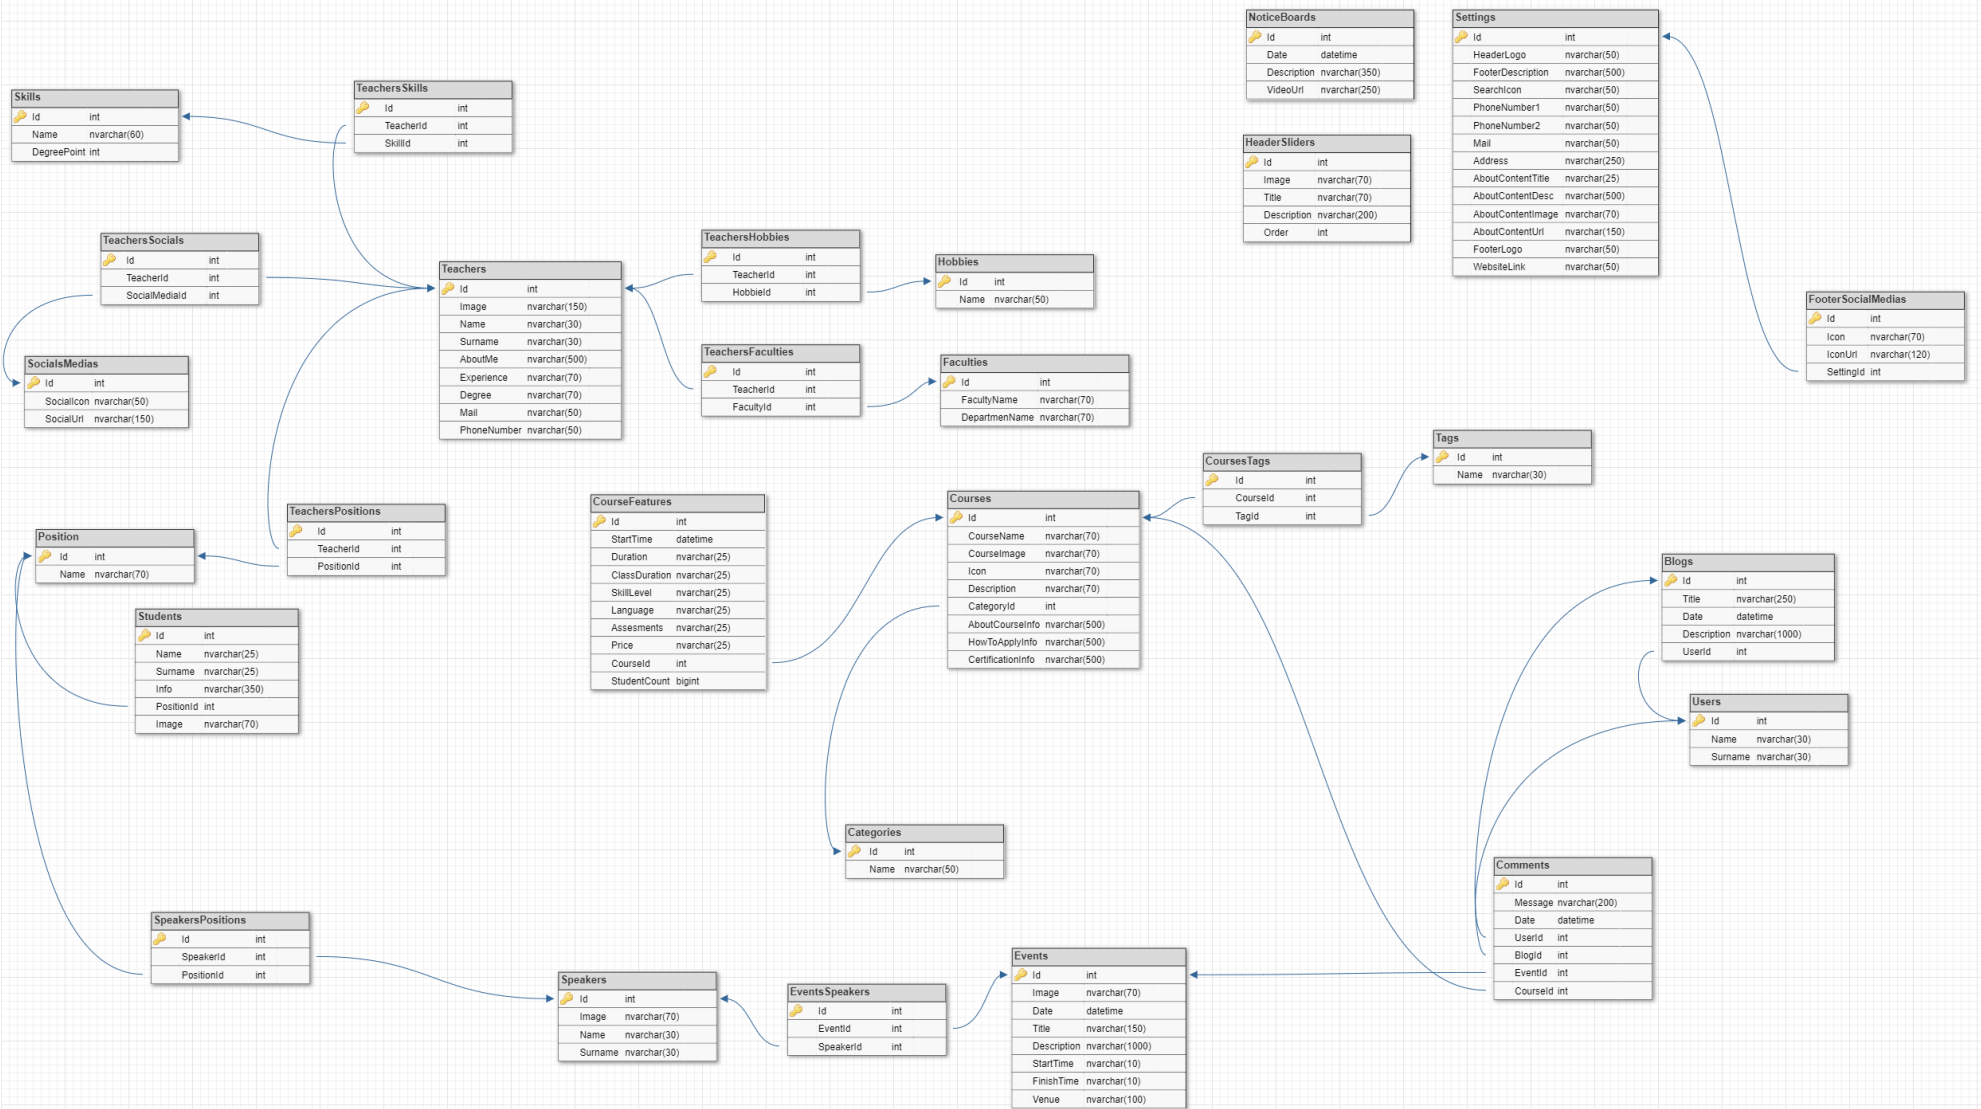 NoticeBoards
Id int
Date datetime
Description nvarchar(350)
VideoUrl nvarchar(250)
Settings
Id int
HeaderLogo nvarchar(50)
FooterDescription nvarchar(500)
SearchIcon nvarchar(50)
PhoneNumber1 nvarchar(50)
PhoneNumber2 nvarchar(50)
Mail nvarchar(50)
Address nvarchar(250)
AboutContentTitle nvarchar(25)
AboutContentDesc nvarchar(500)
AboutContentImage nvarchar(70)
AboutContentUrl nvarchar(150)
FooterLogo nvarchar(50)
WebsiteLink nvarchar(50)
Skills
Id int
Name nvarchar(60)
DegreePoint int
TeachersSkills
Id int
TeacherId int
SkillId int
HeaderSliders
Id int
Image nvarchar(70)
Title nvarchar(70)
Description nvarchar(200)
Order int
TeachersSocials
Id int
TeacherId int
SocialMediaId int
Teachers
Id int
Image nvarchar(150)
Name nvarchar(30)
Surname nvarchar(30)
AboutMe nvarchar(500)
Experience nvarchar(70)
Degree nvarchar(70)
Mail nvarchar(50)
PhoneNumber nvarchar(50)
TeachersHobbies
Id int
TeacherId int
HobbieId int
Hobbies
Id int
Name nvarchar(50)
FooterSocialMedias
Id int
Icon nvarchar(70)
IconUrl nvarchar(120)
SettingId int
SocialsMedias
Id int
SocialIcon nvarchar(50)
SocialUrl nvarchar(150)
TeachersFaculties
Id int
TeacherId int
FacultyId int
Faculties
Id int
FacultyName nvarchar(70)
DepartmenName nvarchar(70)
Tags
Id int
Name nvarchar(30)
CoursesTags
Id int
CourseId int
TagId int
CourseFeatures
Id int
StartTime datetime
Duration nvarchar(25)
ClassDuration nvarchar(25)
SkillLevel nvarchar(25)
Language nvarchar(25)
Assesments nvarchar(25)
Price nvarchar(25)
CourseId int
StudentCount bigint
Courses
Id int
CourseName nvarchar(70)
CourseImage nvarchar(70)
Icon nvarchar(70)
Description nvarchar(70)
CategoryId int
AboutCourseInfo nvarchar(500)
HowToApplyInfo nvarchar(500)
CertificationInfo nvarchar(500)
TeachersPositions
Id int
TeacherId int
PositionId int
Position
Id int
Name nvarchar(70)
Students
Id int
Name nvarchar(25)
Surname nvarchar(25)
Info nvarchar(350)
PositionId int
Image nvarchar(70)
Blogs
Id int
Title nvarchar(250)
Date datetime
Description nvarchar(1000)
UserId int
Users
Id int
Name nvarchar(30)
Surname nvarchar(30)
Categories
Id int
Name nvarchar(50)
Comments
Id int
Message nvarchar(200)
Date datetime
UserId int
BlogId int
EventId int
CourseId int
SpeakersPositions
Id int
SpeakerId int
PositionId int
Speakers
Id int
Image nvarchar(70)
Name nvarchar(30)
Surname nvarchar(30)
EventsSpeakers
Id int
EventId int
SpeakerId int
Events
Id int
Image nvarchar(70)
Date datetime
Title nvarchar(150)
Description nvarchar(1000)
StartTime nvarchar(10)
FinishTime nvarchar(10)
Venue nvarchar(100)